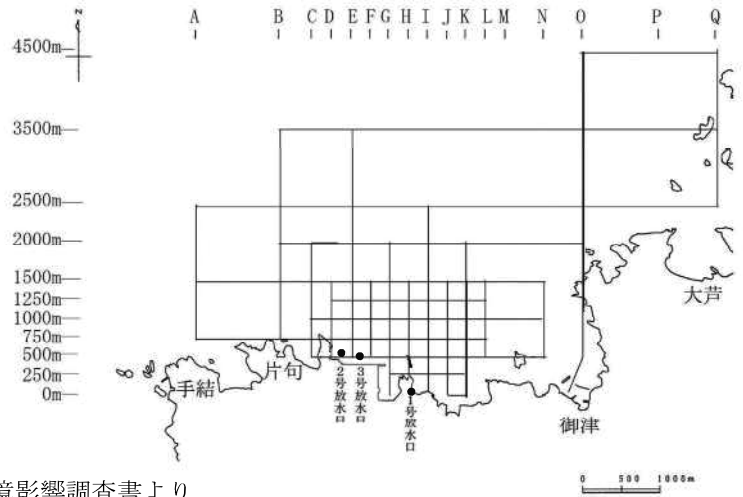 A B C D E F G H I J K L M N O P Q
z
4500m
3500m
2500m
2000m
1500m
1250m
1000m
750m
500m
250m
0m
大芦
手結
片句
2号放水口
3号放水口
1号放水口
御津
0 500 1000m
境影響調査書より